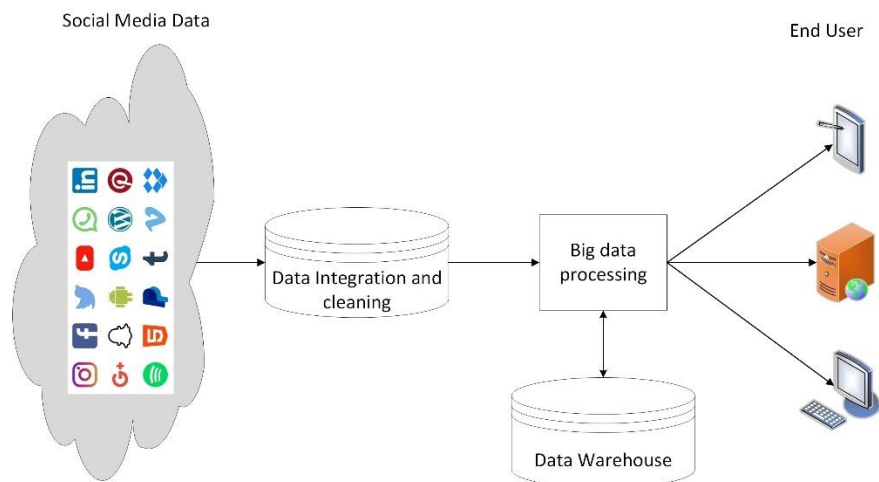 Social Media Data
End User
Data Integration and
cleaning
Big data
processing
Data Warehouse